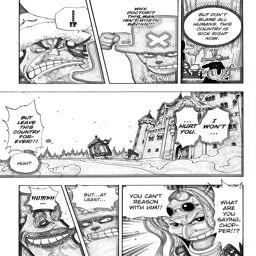 BUT DON'T
BLAME ALL
HUMANS. THIS
COUNTRY IS
SICK RIGHT
NOW.
WHY,
DOCTOR!?
THIS MAN
ISN'T WORTH
I
WON'T
...
...
HURT
YOU.
BUT
LEAVE
THIS
COUNTRY
FOR-
EVER!!!
HUH?
WHAT
ARE
YOU
SAYING,
CHOP-
PER!?
YOU CAN'T
REASON
WITH HIM!!
BUT...AT
LEAST...